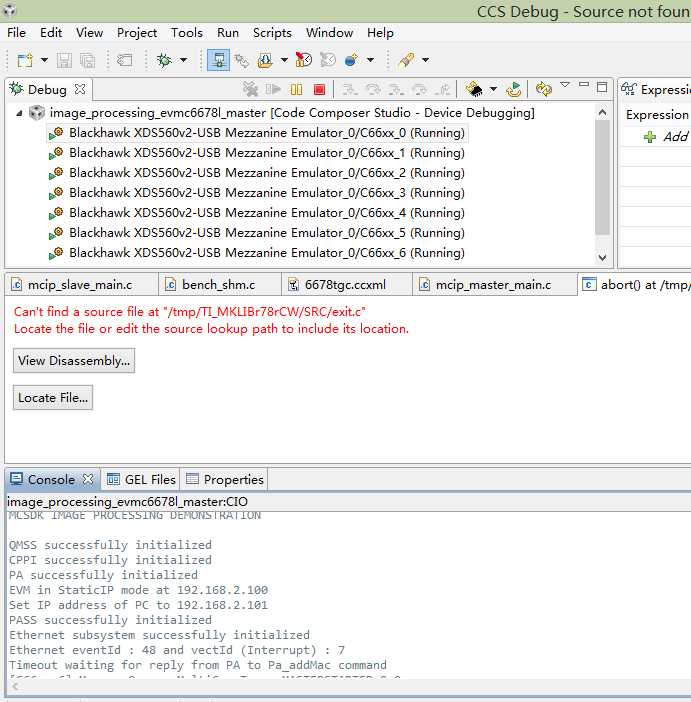 CCS Debug - Source not foun
File Edit View Project Tools Run Scripts Window Help
Debug
Expression
image_processing_evmc6678l_master [Code Composer Studio - Device Debugging]
Blackhawk XDS560v2-USB Mezzanine Emulator_0/C66xx_0 (Running)
Blackhawk XDS560v2-USB Mezzanine Emulator_0/C66xx_1 (Running)
Blackhawk XDS560v2-USB Mezzanine Emulator_0/C66xx_2 (Running)
Blackhawk XDS560v2-USB Mezzanine Emulator_0/C66xx_3 (Running)
Blackhawk XDS560v2-USB Mezzanine Emulator_0/C66xx_4 (Running)
Blackhawk XDS560v2-USB Mezzanine Emulator_0/C66xx_5 (Running)
Blackhawk XDS560v2-USB Mezzanine Emulator_0/C66xx_6 (Running)
Expression
Add
mcip_slave_main.c
bench_shm.c
6678tgc.ccxml
mcip_master_main.c
abort() at /tmp/
Can't find a source file at "/tmp/TI_MKLIBr78rCW/SRC/exit.c"
Locate the file or edit the source lookup path to include its location.
View Disassembly...
Locate File...
Console
GEL Files
Properties
image_processing_evmc6678l_master:CIO
MCSDK IMAGE PROCESSING DEMONSTRATION
QMSS successfully initialized
CPPI successfully initialized
PA successfully initialized
EVM in StaticIP mode at 192.168.2.100
Set IP address of PC to 192.168.2.101
PASS successfully initialized
Ethernet subsystem successfully initialized
Ethernet eventId : 48 and vectId (Interrupt) : 7
Timeout waiting for reply from PA to Pa_addMac command